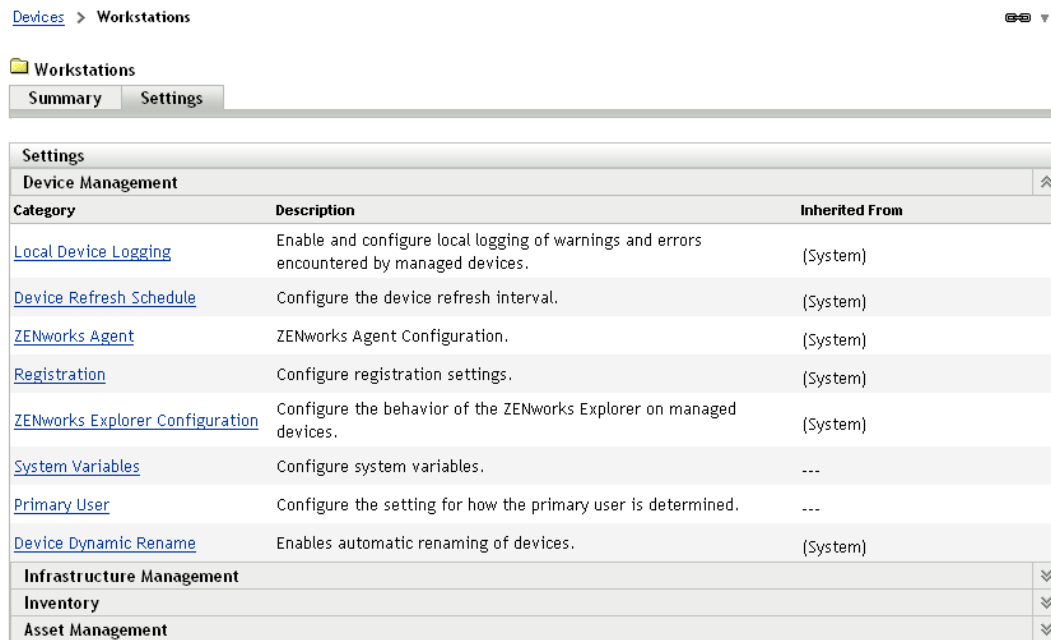 Devices > Workstations
Workstations
Summary Settings
Settings
Device Management
Category Description Inherited From
Local Device Logging Enable and configure local logging of warnings and errors encountered by managed devices. (System)
Device Refresh Schedule Configure the device refresh interval. (System)
ZENworks Agent ZENworks Agent Configuration. (System)
Registration Configure registration settings. (System)
ZENworks Explorer Configuration Configure the behavior of the ZENworks Explorer on managed devices. (System)
System Variables Configure system variables. ---
Primary User Configure the setting for how the primary user is determined. ---
Device Dynamic Rename Enables automatic renaming of devices. (System)
Infrastructure Management
Inventory
Asset Management